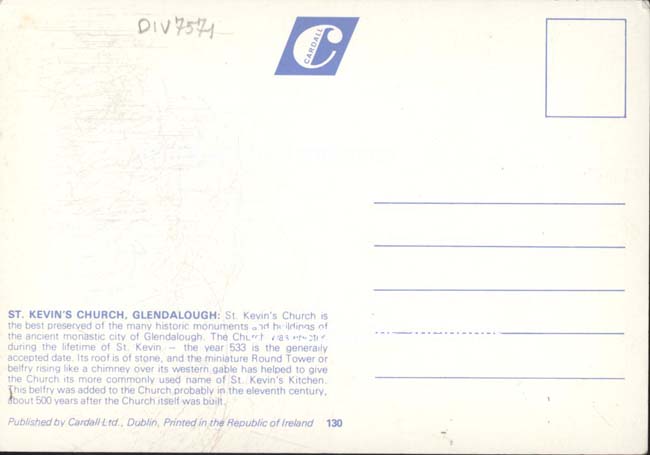 DIV7571
CARDALL
ST. KEVIN'S CHURCH, GLENDALOUGH: St. Kevin's Church is
the best preserved of the many historic monuments and buildings of
the ancient monastic city of Glendalough. The Church was
during the lifetime of St. Kevin — the year 533 is the generally
accepted date. Its roof is of stone, and the miniature Round Tower or
belfry rising like a chimney over its western gable has helped to give
the Church its more commonly used name of St. Kevin's Kitchen.
This belfry was added to the Church probably in the eleventh century,
about 500 years after the Church itself was built.
Published by Cardall Ltd., Dublin, Printed in the Republic of Ireland 130